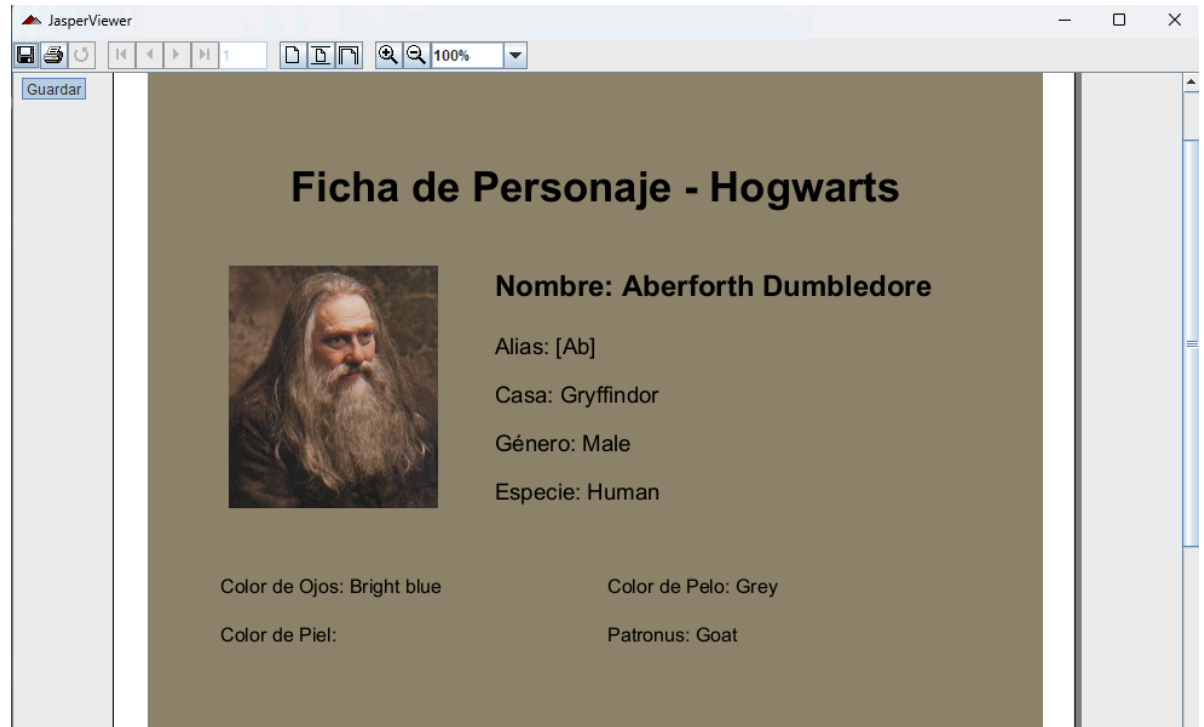 JasperViewer
1
100%
Guardar
Ficha de Personaje - Hogwarts
Nombre: Aberforth Dumbledore
Alias: [Ab]
Casa: Gryffindor
Género: Male
Especie: Human
Color de Ojos: Bright blue
Color de Pelo: Grey
Color de Piel:
Patronus: Goat